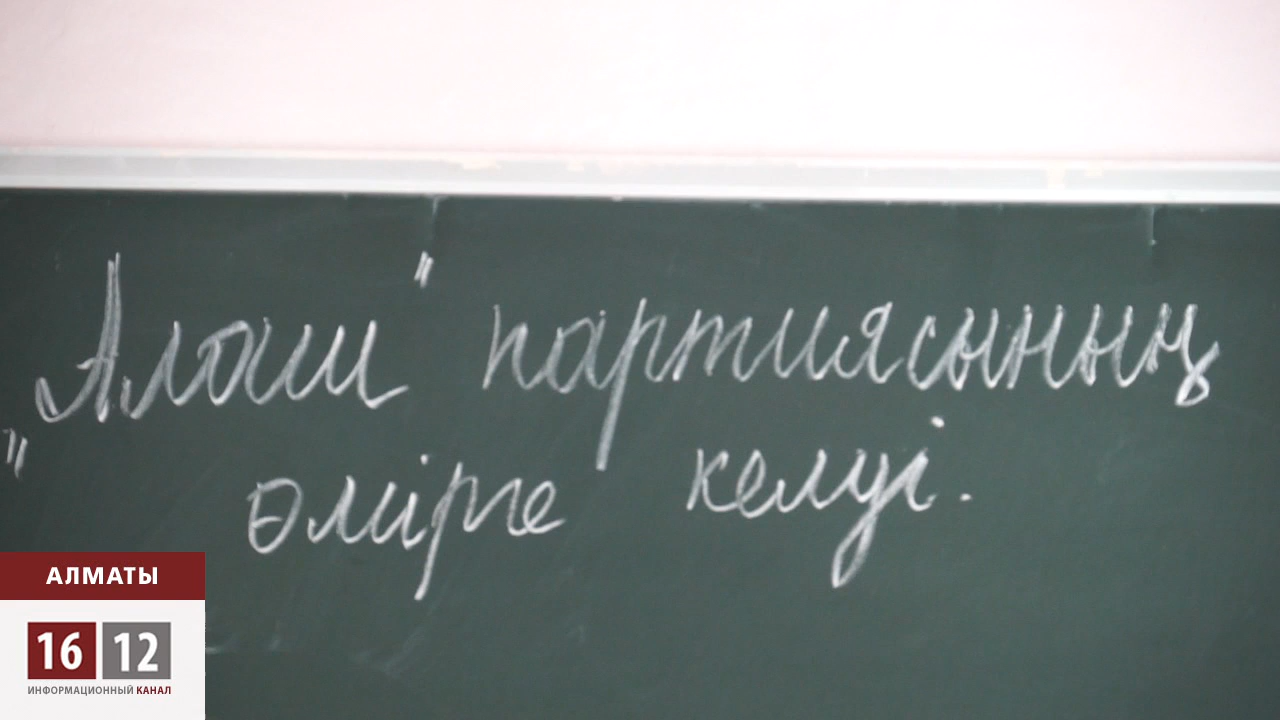 „Алаш" партиясының
өмірге келуі.
АЛМАТЫ
16 12
ИНФОРМАЦИОННЫЙ КАНАЛ